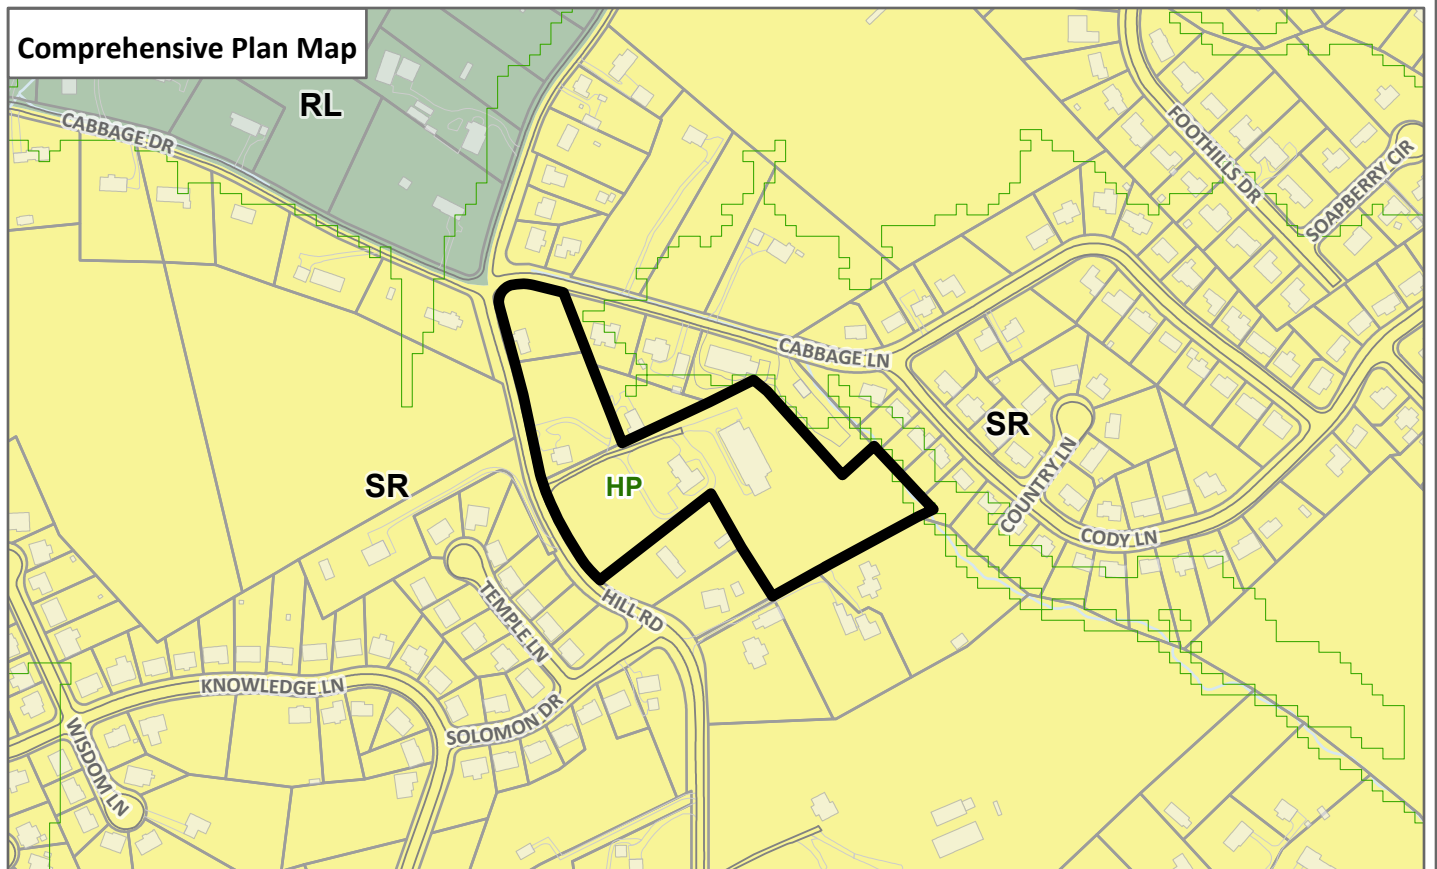 Comprehensive Plan Map
RL
CABBAGE DR
FOOTHILLS DR
SOAPBERRY CIR
CABBAGE LN
SR
COUNTRY LN
CODY LN
SR
HP
HILL RD
TEMPLE LN
KNOWLEDGE LN
SOLOMON DR
WISDOM LN